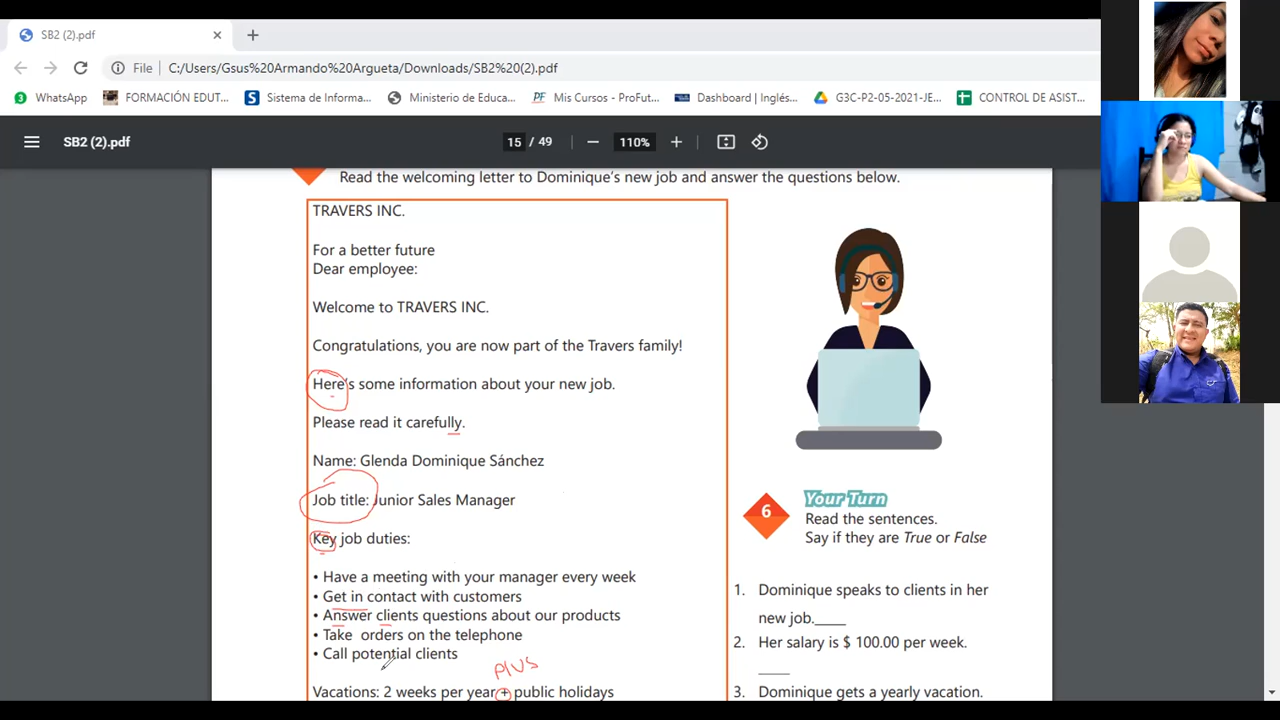 SB2 (2).pdf
File | C:/Users/Gsus%20Armando%20Argueta/Downloads/SB2%20(2).pdf
WhatsApp FORMACIÓN EDUT... Sistema de Informa... Ministerio de Educa... Mis Cursos - ProFut... Dashboard | Inglés,... G3C-P2-05-2021-JE... CONTROL DE ASIST...
SB2 (2).pdf 15 / 49 110%
Read the welcoming letter to Dominique's new job and answer the questions below.
TRAVERS INC.
For a better future
Dear employee:
Welcome to TRAVERS INC.
Congratulations, you are now part of the Travers family!
Here's some information about your new job.
Please read it carefully.
Name: Glenda Dominique Sánchez
Job title: Junior Sales Manager
Key job duties:
• Have a meeting with your manager every week
• Get in contact with customers
• Answer clients questions about our products
• Take orders on the telephone
• Call potential clients
plus
Vacations: 2 weeks per year + public holidays
6
Your Turn
Read the sentences.
Say if they are True or False
1. Dominique speaks to clients in her
new job.____
2. Her salary is $ 100.00 per week.
____
3. Dominique gets a yearly vacation.